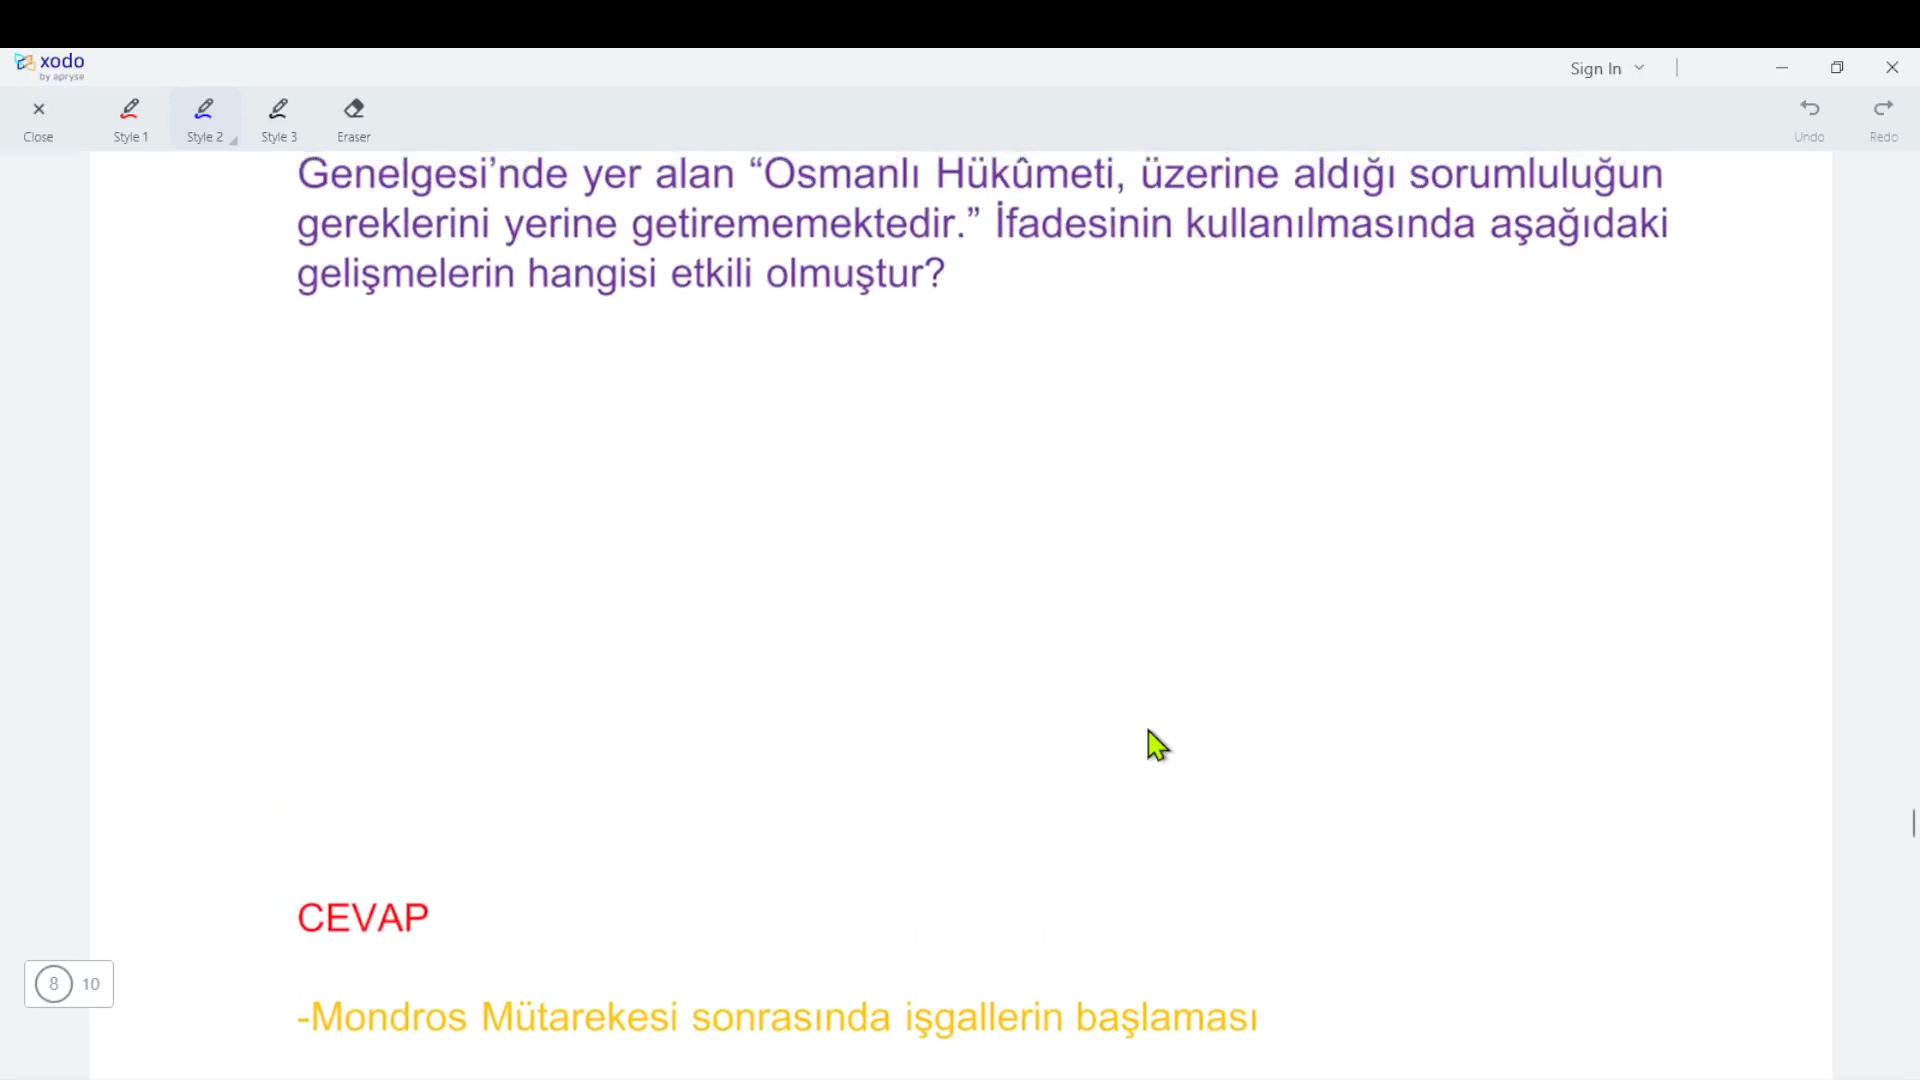 xodo
by apryse
Sign In
Close
Style 1
Style 2
Style 3
Eraser
Undo
Redo
Genelgesi’nde yer alan “Osmanlı Hükûmeti, üzerine aldığı sorumluluğun
gereklerini yerine getirememektedir.” İfadesinin kullanılmasında aşağıdaki
gelişmelerin hangisi etkili olmuştur?
CEVAP
8 10
-Mondros Mütarekesi sonrasında işgallerin başlaması